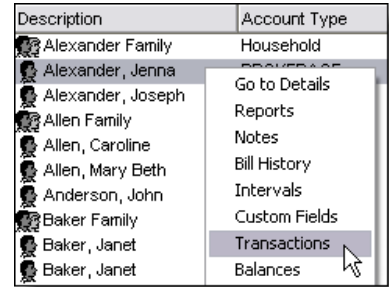 Description Account Type
Alexander Family Household
Alexander, Jenna BROKERAGE
Alexander, Joseph Go to Details
Allen Family Reports
Allen, Caroline Notes
Allen, Mary Beth Bill History
Anderson, John Intervals
Baker Family Custom Fields
Baker, Janet Transactions
Baker, Janet Balances